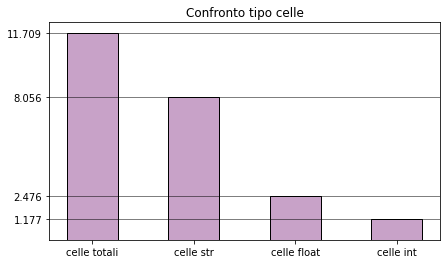 Confronto tipo celle
11.709
8.056
2.476
1.177
celle totali celle str celle float celle int